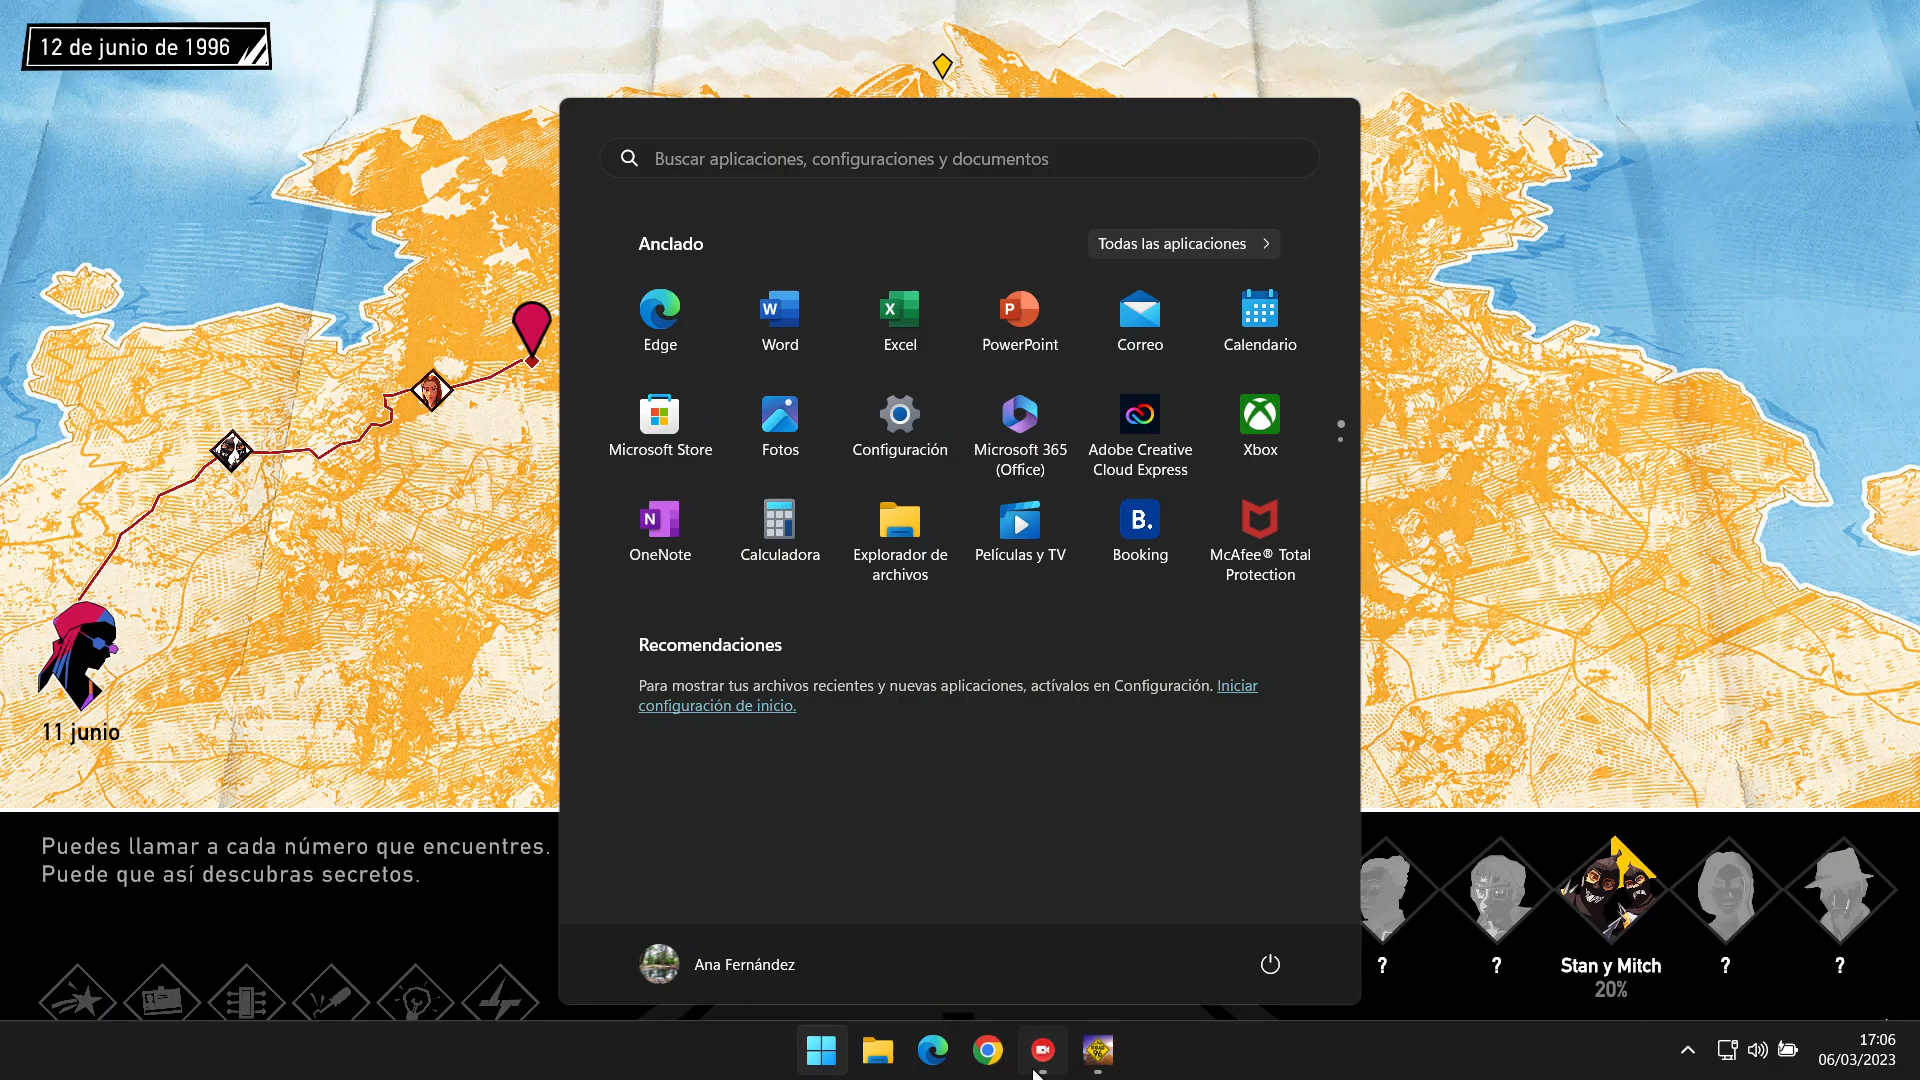 12 de junio de 1996
Buscar aplicaciones, configuraciones y documentos
Anclado
Todas las aplicaciones
Edge
Word
Excel
PowerPoint
Correo
Calendario
Microsoft Store
Fotos
Configuración
Microsoft 365
(Office)
Adobe Creative
Cloud Express
Xbox
OneNote
Calculadora
Explorador de
archivos
Películas y TV
B.
Booking
McAfee® Total
Protection
Recomendaciones
Para mostrar tus archivos recientes y nuevas aplicaciones, actívalos en Configuración. Iniciar
configuración de inicio.
11 junio
Puedes llamar a cada número que encuentres.
Puede que así descubras secretos.
Ana Fernández
?
?
Stan y Mitch
20%
?
?
ROAD
96
17:06
06/03/2023